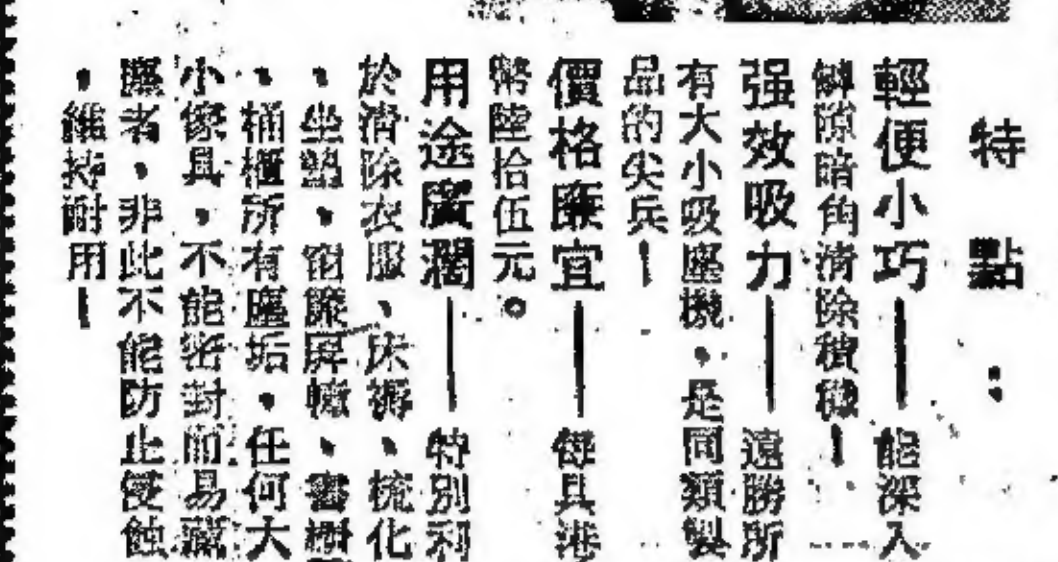 特點：
輕便小巧——能深入
罅隙暗角清除積穢！
强效吸力——遠勝所
有大小吸塵機，是同類製
品的尖兵！
價格廉宜——每具港
幣陸拾伍元。
用途廣濶——特別利
於清除衣服、床褥、梳化
、坐墊、窗簾屏幃、書櫥
、桶櫃所有塵垢，任何大
小傢具，不能密封而易藏
塵者，非此不能防止侵蝕
，維持耐用！